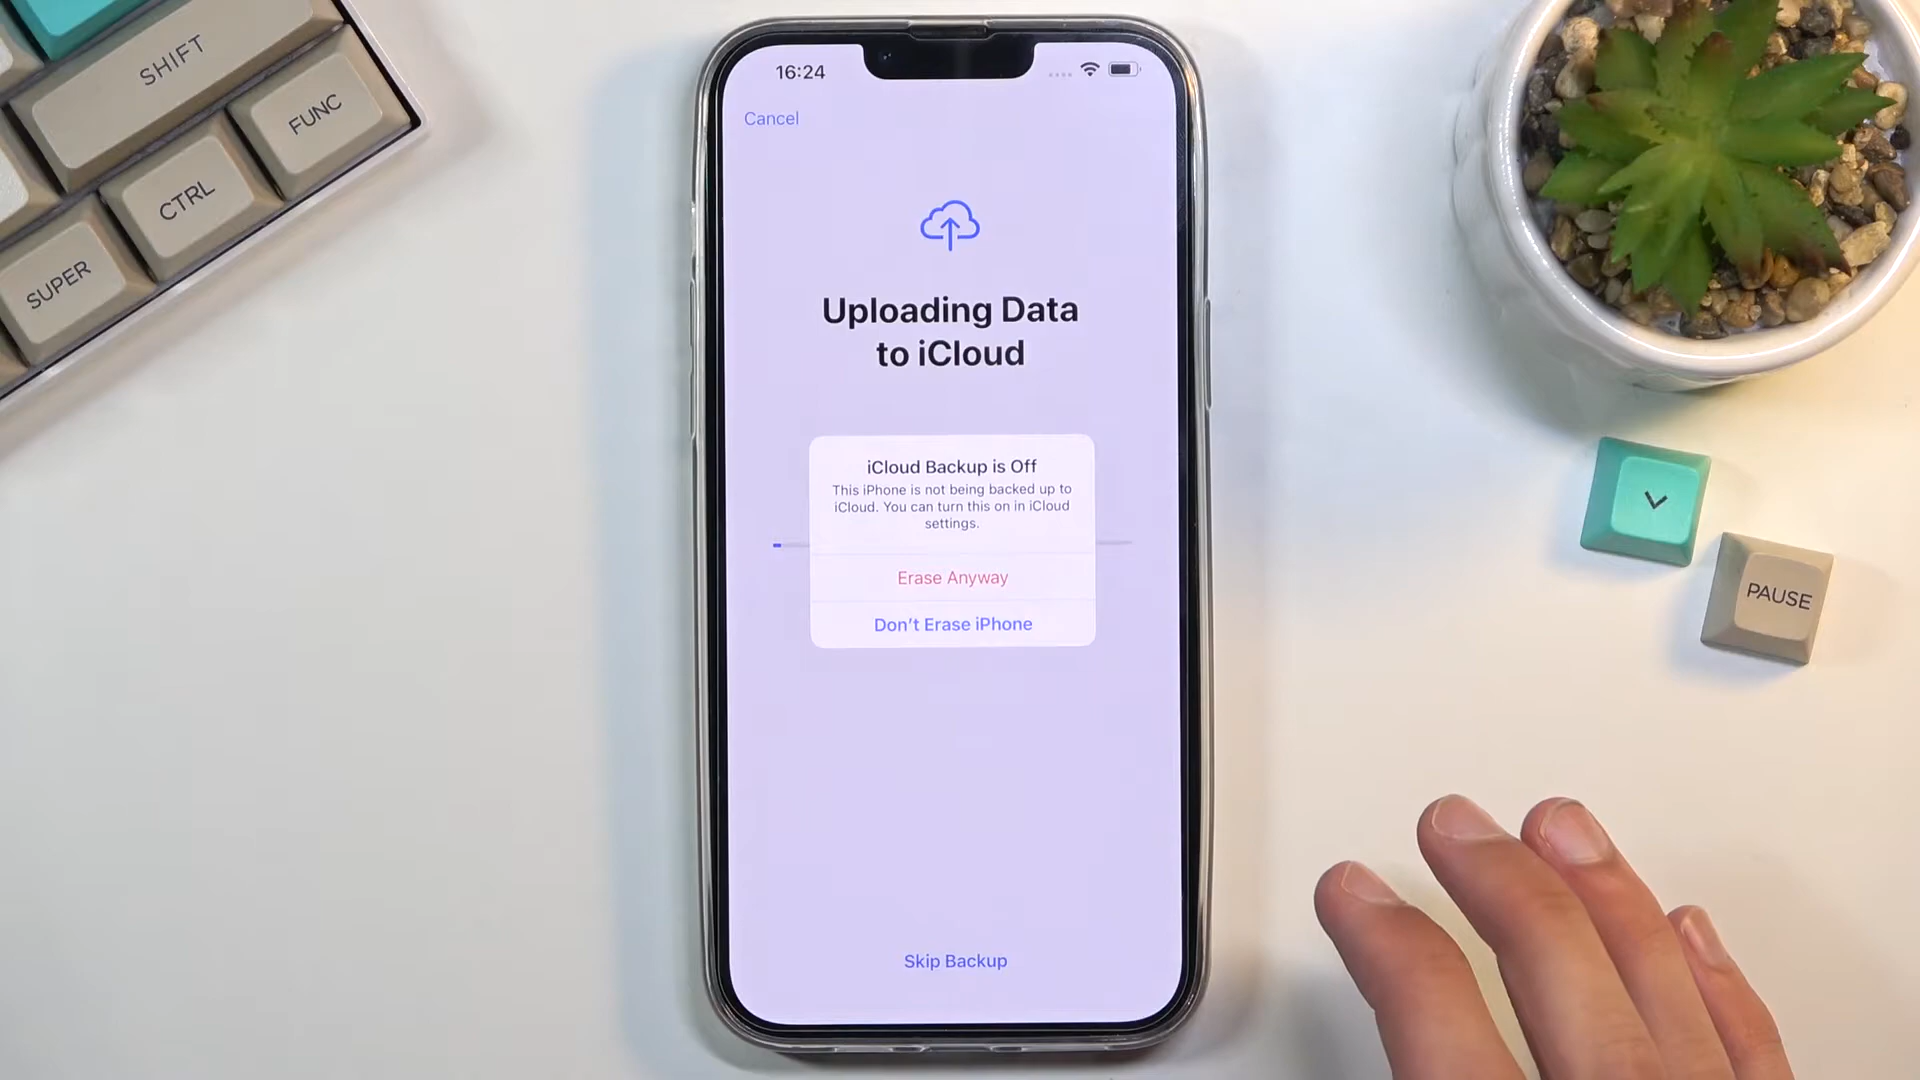 SHIFT
FUNC
CTRL
SUPER
16:24
Cancel
Uploading Data
to iCloud
iCloud Backup is Off
This iPhone is not being backed up to
iCloud. You can turn this on in iCloud
settings.
Erase Anyway
Don’t Erase iPhone
Skip Backup
PAUSE